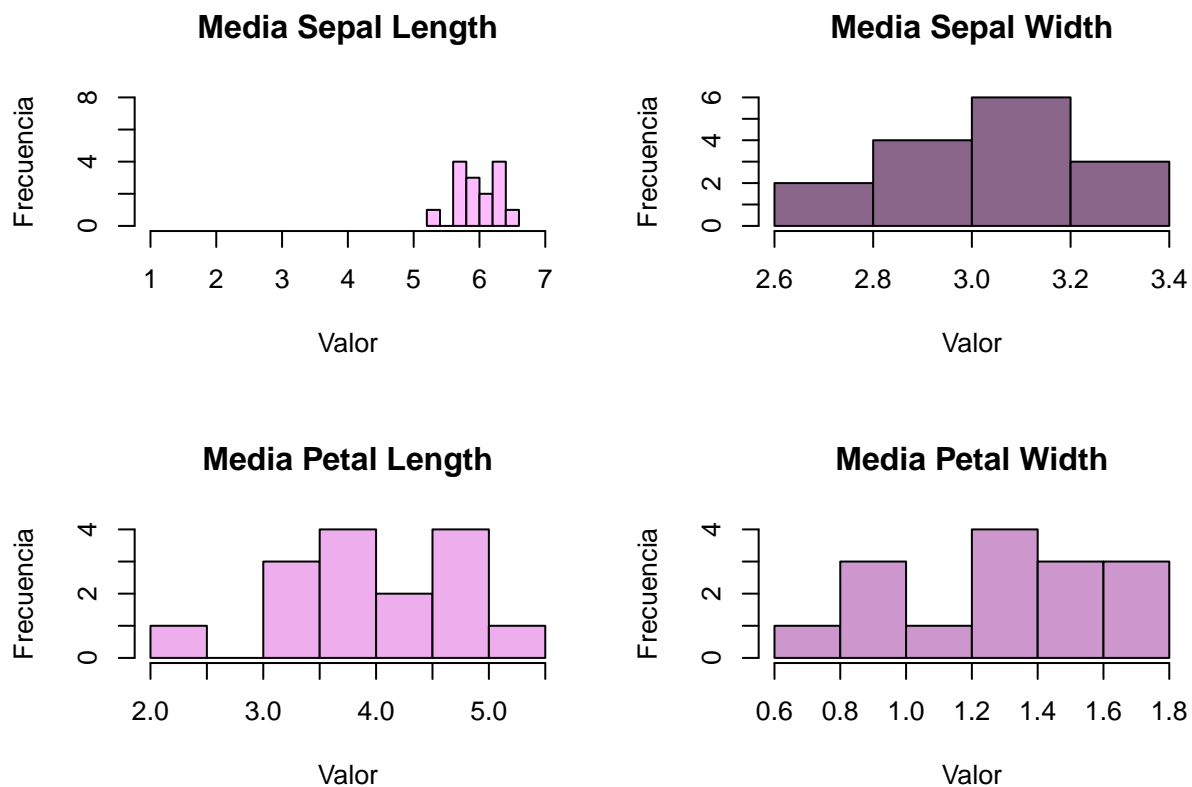 Media Sepal Length
Frecuencia
0 4 8
1 2 3 4 5 6 7
Valor
Media Sepal Width
Frecuencia
0 2 4 6
2.6 2.8 3.0 3.2 3.4
Valor
Media Petal Length
Frecuencia
0 2 4
2.0 3.0 4.0 5.0
Valor
Media Petal Width
Frecuencia
0 2 4
0.6 0.8 1.0 1.2 1.4 1.6 1.8
Valor